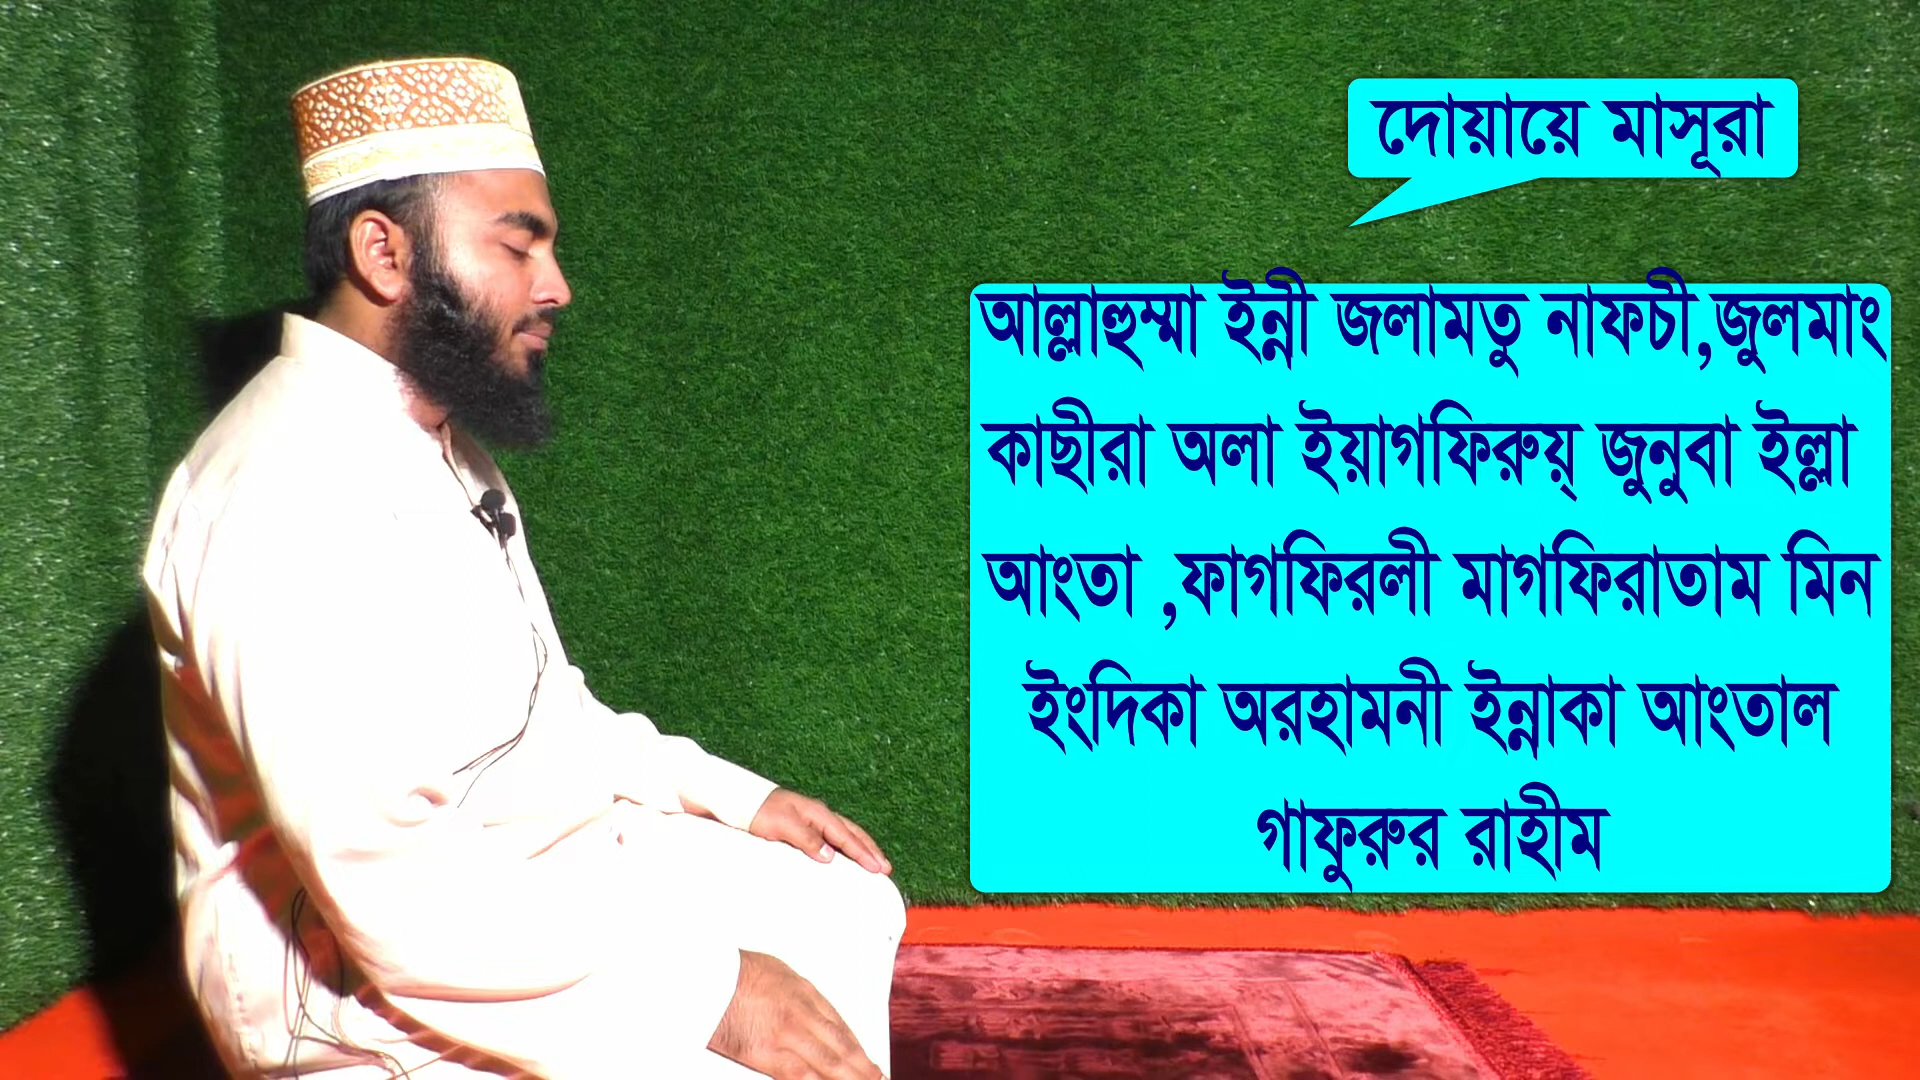 দোয়ায়ে মাসূরা
আল্লাহুম্মা ইন্নী জলামতু নাফচী,জুলমাং
কাছীরা অলা ইয়াগফিরুয্ জুনুবা ইল্লা
আংতা ,ফাগফিরলী মাগফিরাতাম মিন
ইংদিকা অরহামনী ইন্নাকা আংতাল
গাফুরুর রাহীম